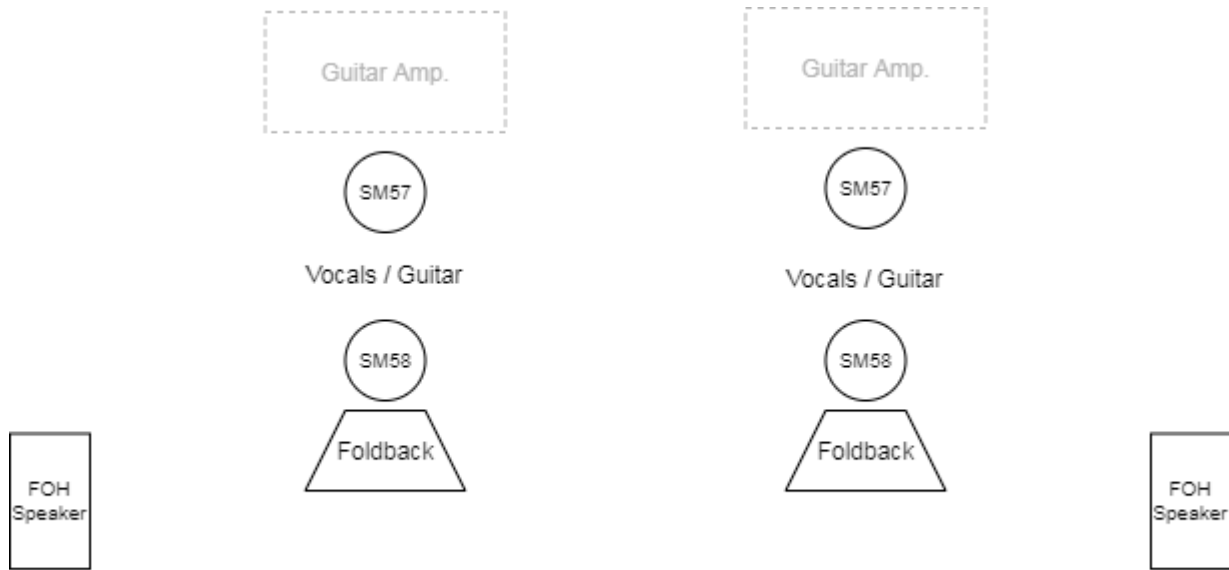 Guitar Amp.
Guitar Amp.
SM57
SM57
Vocals / Guitar
Vocals / Guitar
SM58
SM58
Foldback
Foldback
FOH
Speaker
FOH
Speaker